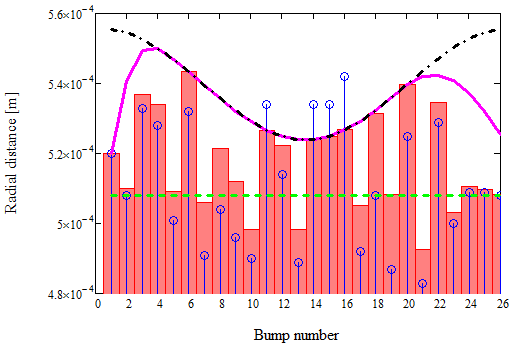 5.6×10⁻⁴
5.4×10⁻⁴
5.2×10⁻⁴
5×10⁻⁴
4.8×10⁻⁴
Radial distance [m]
0 2 4 6 8 10 12 14 16 18 20 22 24 26
Bump number